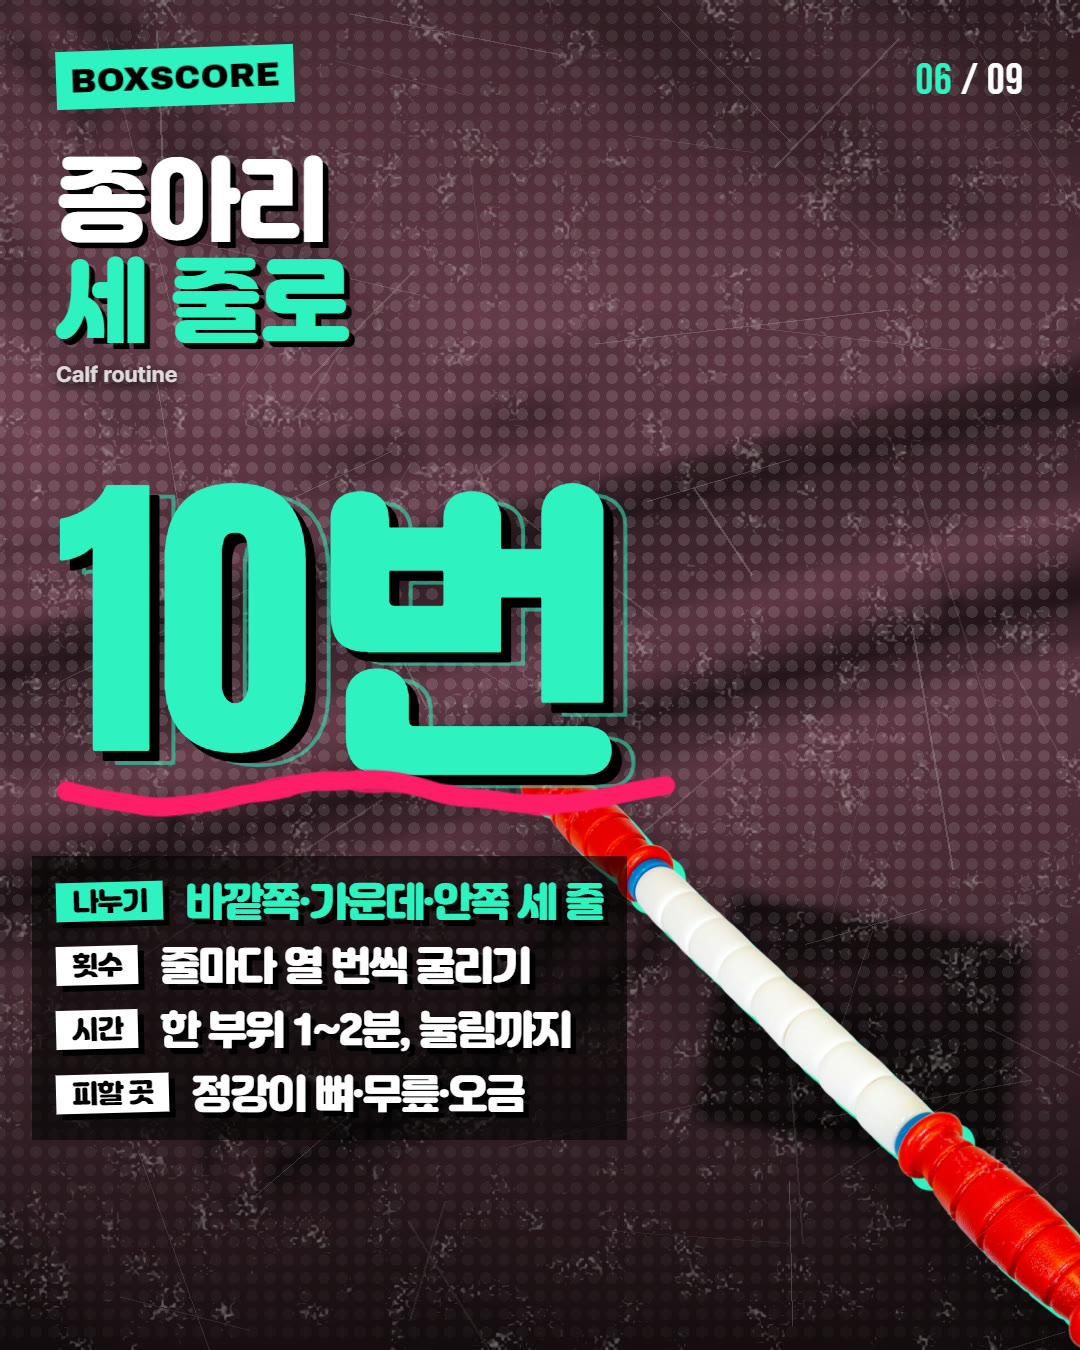 BOXSCORE
06 / 09
종아리
세 줄로
Calf routine
10번
나누기 바깥쪽·가운데·안쪽 세 줄
횟수 줄마다 열 번씩 굴리기
시간 한 부위 1~2분, 눌림까지
피할 곳 정강이 뼈·무릎·오금